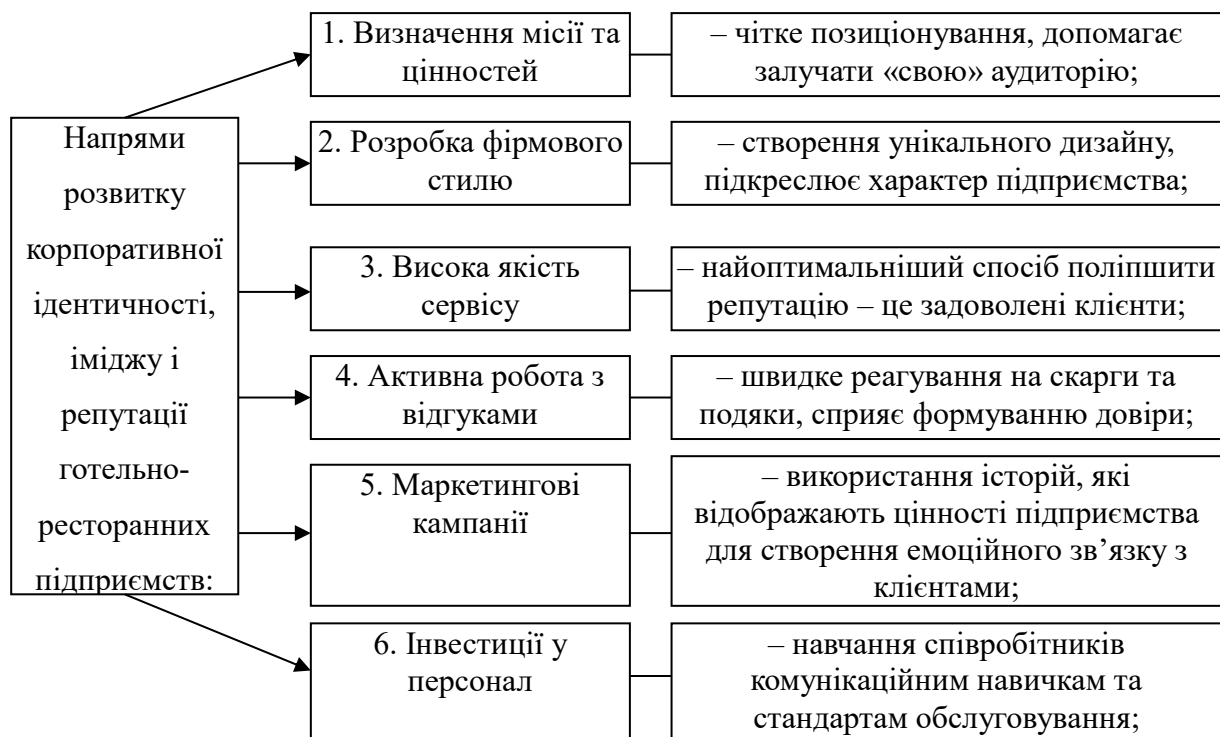 Напрями
розвитку
корпоративної
ідентичності,
іміджу і
репутації
готельно-
ресторанних
підприємств:
1. Визначення місії та
цінностей
– чітке позиціонування, допомагає
залучати «свою» аудиторію;
2. Розробка фірмового
стилю
– створення унікального дизайну,
підкреслює характер підприємства;
3. Висока якість
сервісу
– найоптимальніший спосіб поліпшити
репутацію – це задоволені клієнти;
4. Активна робота з
відгуками
– швидке реагування на скарги та
подяки, сприяє формуванню довіри;
5. Маркетингові
кампанії
– використання історій, які
відображають цінності підприємства
для створення емоційного зв’язку з
клієнтами;
6. Інвестиції у
персонал
– навчання співробітників
комунікаційним навичкам та
стандартам обслуговування;